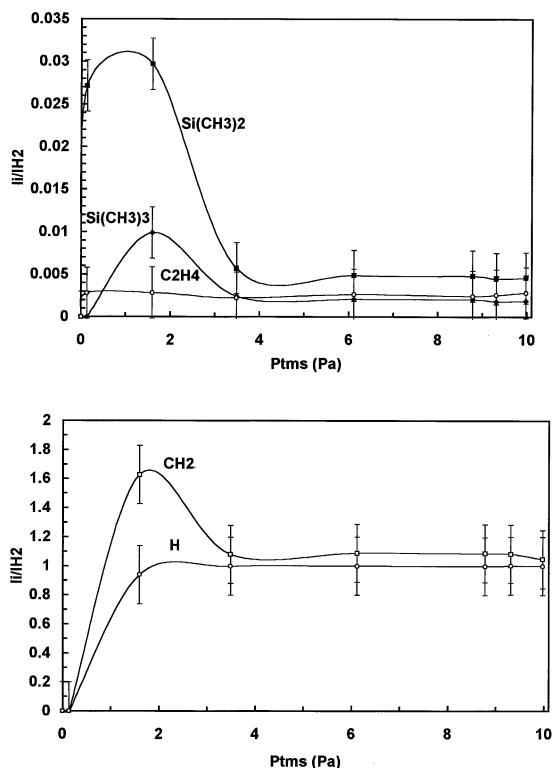 0.035
0.03
0.025
0.02
0.015
0.01
0.005
0
Ii/IH2
Si(CH3)2
Si(CH3)3
C2H4
0 2 4 6 8 10
Ptms (Pa)
2
1.8
1.6
1.4
1.2
1
0.8
0.6
0.4
0.2
0
Ii/IH2
CH2
H
0 2 4 6 8 10
Ptms (Pa)